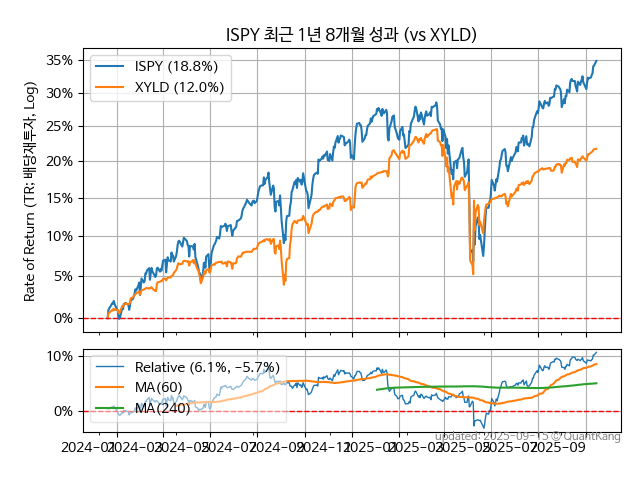 ISPY 최근 1년 8개월 성과 (vs XYLD)
Rate of Return (TR: 배당재투자, Log)
35%
30%
25%
20%
15%
10%
5%
0%
ISPY (18.8%)
XYLD (12.0%)
10%
0%
Relative (6.1%, −5.7%)
MA(60)
MA(240)
2024-01 2024-03 2024-05 2024-07 2024-09 2024-11 2025-01 2025-03 2025-05 2025-07 2025-09
updated: 2025-09-15 © QuantKang